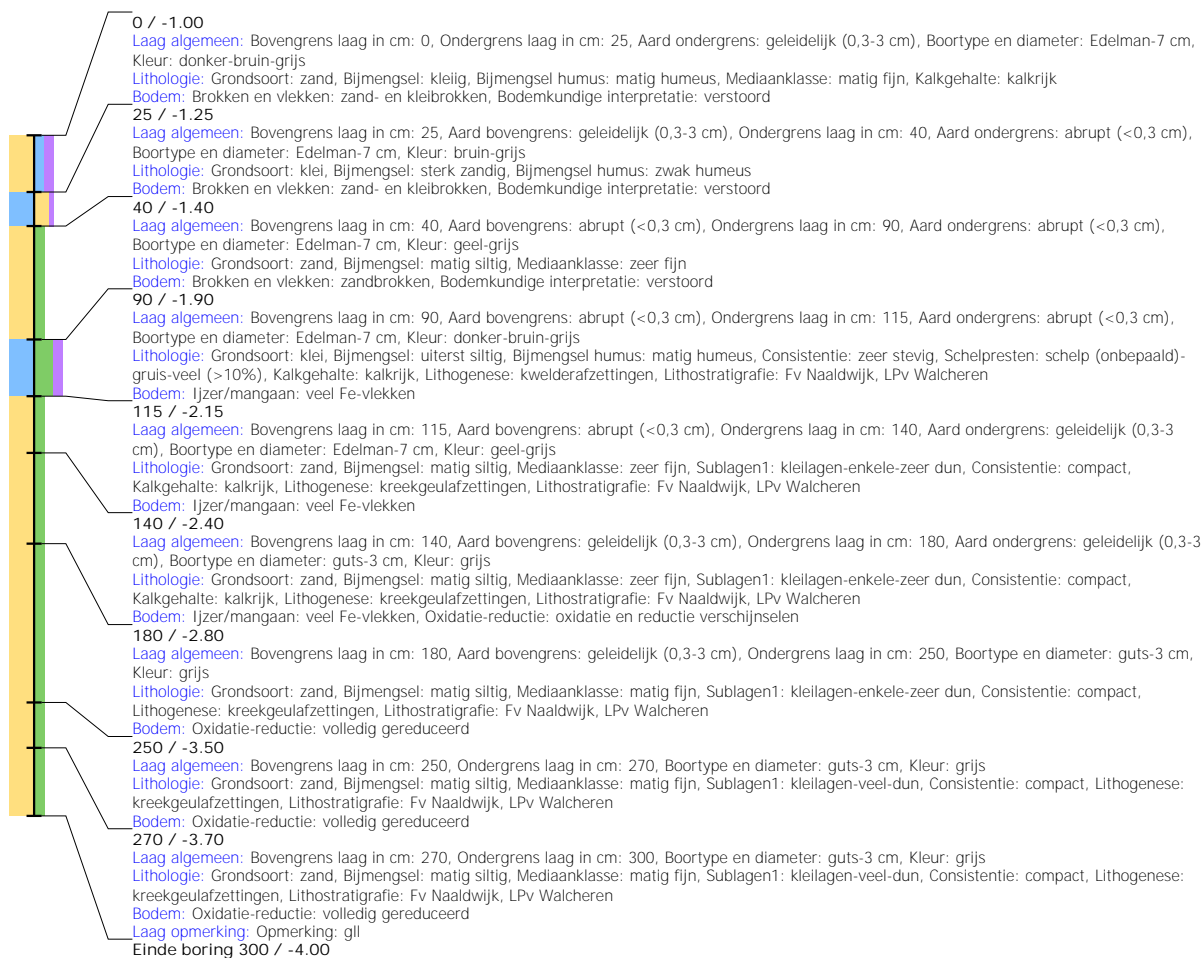 0 / -1.00
Laag algemeen: Bovengrens laag in cm: 0, Ondergrens laag in cm: 25, Aard ondergrens: geleidelijk (0,3-3 cm), Boortype en diameter: Edelman-7 cm,
Kleur: donker-bruin-grijs
Lithologie: Grondsoort: zand, Bijmengsel: kleiig, Bijmengsel humus: matig humeus, Mediaanklasse: matig fijn, Kalkgehalte: kalkrijk
Bodem: Brokken en vlekken: zand- en kleibrokken, Bodemkundige interpretatie: verstoord
25 / -1.25
Laag algemeen: Bovengrens laag in cm: 25, Aard bovengrens: geleidelijk (0,3-3 cm), Ondergrens laag in cm: 40, Aard ondergrens: abrupt (<0,3 cm),
Boortype en diameter: Edelman-7 cm, Kleur: bruin-grijs
Lithologie: Grondsoort: klei, Bijmengsel: sterk zandig, Bijmengsel humus: zwak humeus
Bodem: Brokken en vlekken: zand- en kleibrokken, Bodemkundige interpretatie: verstoord
40 / -1.40
Laag algemeen: Bovengrens laag in cm: 40, Aard bovengrens: abrupt (<0,3 cm), Ondergrens laag in cm: 90, Aard ondergrens: abrupt (<0,3 cm),
Boortype en diameter: Edelman-7 cm, Kleur: geel-grijs
Lithologie: Grondsoort: zand, Bijmengsel: matig siltig, Mediaanklasse: zeer fijn
Bodem: Brokken en vlekken: zandbrokken, Bodemkundige interpretatie: verstoord
90 / -1.90
Laag algemeen: Bovengrens laag in cm: 90, Aard bovengrens: abrupt (<0,3 cm), Ondergrens laag in cm: 115, Aard ondergrens: abrupt (<0,3 cm),
Boortype en diameter: Edelman-7 cm, Kleur: donker-bruin-grijs
Lithologie: Grondsoort: klei, Bijmengsel: uiterst siltig, Bijmengsel humus: matig humeus, Consistentie: zeer stevig, Schelpresten: schelp (onbepaald)-
gruis-veel (>10%), Kalkgehalte: kalkrijk, Lithogenese: kwelderafzettingen, Lithostratigrafie: Fv Naaldwijk, LPv Walcheren
Bodem: Ijzer/mangaan: veel Fe-vlekken
115 / -2.15
Laag algemeen: Bovengrens laag in cm: 115, Aard bovengrens: abrupt (<0,3 cm), Ondergrens laag in cm: 140, Aard ondergrens: geleidelijk (0,3-3
cm), Boortype en diameter: Edelman-7 cm, Kleur: geel-grijs
Lithologie: Grondsoort: zand, Bijmengsel: matig siltig, Mediaanklasse: zeer fijn, Sublagen1: kleilagen-enkele-zeer dun, Consistentie: compact,
Kalkgehalte: kalkrijk, Lithogenese: kreekgeulafzettingen, Lithostratigrafie: Fv Naaldwijk, LPv Walcheren
Bodem: Ijzer/mangaan: veel Fe-vlekken
140 / -2.40
Laag algemeen: Bovengrens laag in cm: 140, Aard bovengrens: geleidelijk (0,3-3 cm), Ondergrens laag in cm: 180, Aard ondergrens: geleidelijk (0,3-3
cm), Boortype en diameter: guts-3 cm, Kleur: grijs
Lithologie: Grondsoort: zand, Bijmengsel: matig siltig, Mediaanklasse: zeer fijn, Sublagen1: kleilagen-enkele-zeer dun, Consistentie: compact,
Kalkgehalte: kalkrijk, Lithogenese: kreekgeulafzettingen, Lithostratigrafie: Fv Naaldwijk, LPv Walcheren
Bodem: Ijzer/mangaan: veel Fe-vlekken, Oxidatie-reductie: oxidatie en reductie verschijnselen
180 / -2.80
Laag algemeen: Bovengrens laag in cm: 180, Aard bovengrens: geleidelijk (0,3-3 cm), Ondergrens laag in cm: 250, Boortype en diameter: guts-3 cm,
Kleur: grijs
Lithologie: Grondsoort: zand, Bijmengsel: matig siltig, Mediaanklasse: matig fijn, Sublagen1: kleilagen-enkele-zeer dun, Consistentie: compact,
Lithogenese: kreekgeulafzettingen, Lithostratigrafie: Fv Naaldwijk, LPv Walcheren
Bodem: Oxidatie-reductie: volledig gereduceerd
250 / -3.50
Laag algemeen: Bovengrens laag in cm: 250, Ondergrens laag in cm: 270, Boortype en diameter: guts-3 cm, Kleur: grijs
Lithologie: Grondsoort: zand, Bijmengsel: matig siltig, Mediaanklasse: matig fijn, Sublagen1: kleilagen-veel-dun, Consistentie: compact, Lithogenese:
kreekgeulafzettingen, Lithostratigrafie: Fv Naaldwijk, LPv Walcheren
Bodem: Oxidatie-reductie: volledig gereduceerd
270 / -3.70
Laag algemeen: Bovengrens laag in cm: 270, Ondergrens laag in cm: 300, Boortype en diameter: guts-3 cm, Kleur: grijs
Lithologie: Grondsoort: zand, Bijmengsel: matig siltig, Mediaanklasse: matig fijn, Sublagen1: kleilagen-veel-dun, Consistentie: compact, Lithogenese:
kreekgeulafzettingen, Lithostratigrafie: Fv Naaldwijk, LPv Walcheren
Bodem: Oxidatie-reductie: volledig gereduceerd
Laag opmerking: Opmerking: gll
Einde boring 300 / -4.00